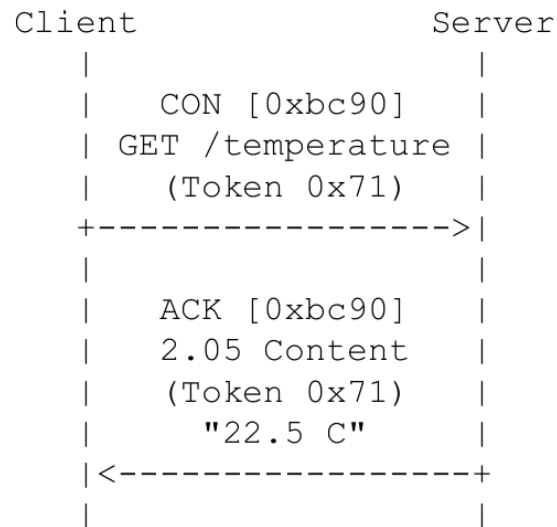 Client Server
CON [0xbc90]
GET /temperature
(Token 0x71)
ACK [0xbc90]
2.05 Content
(Token 0x71)
"22.5 C"